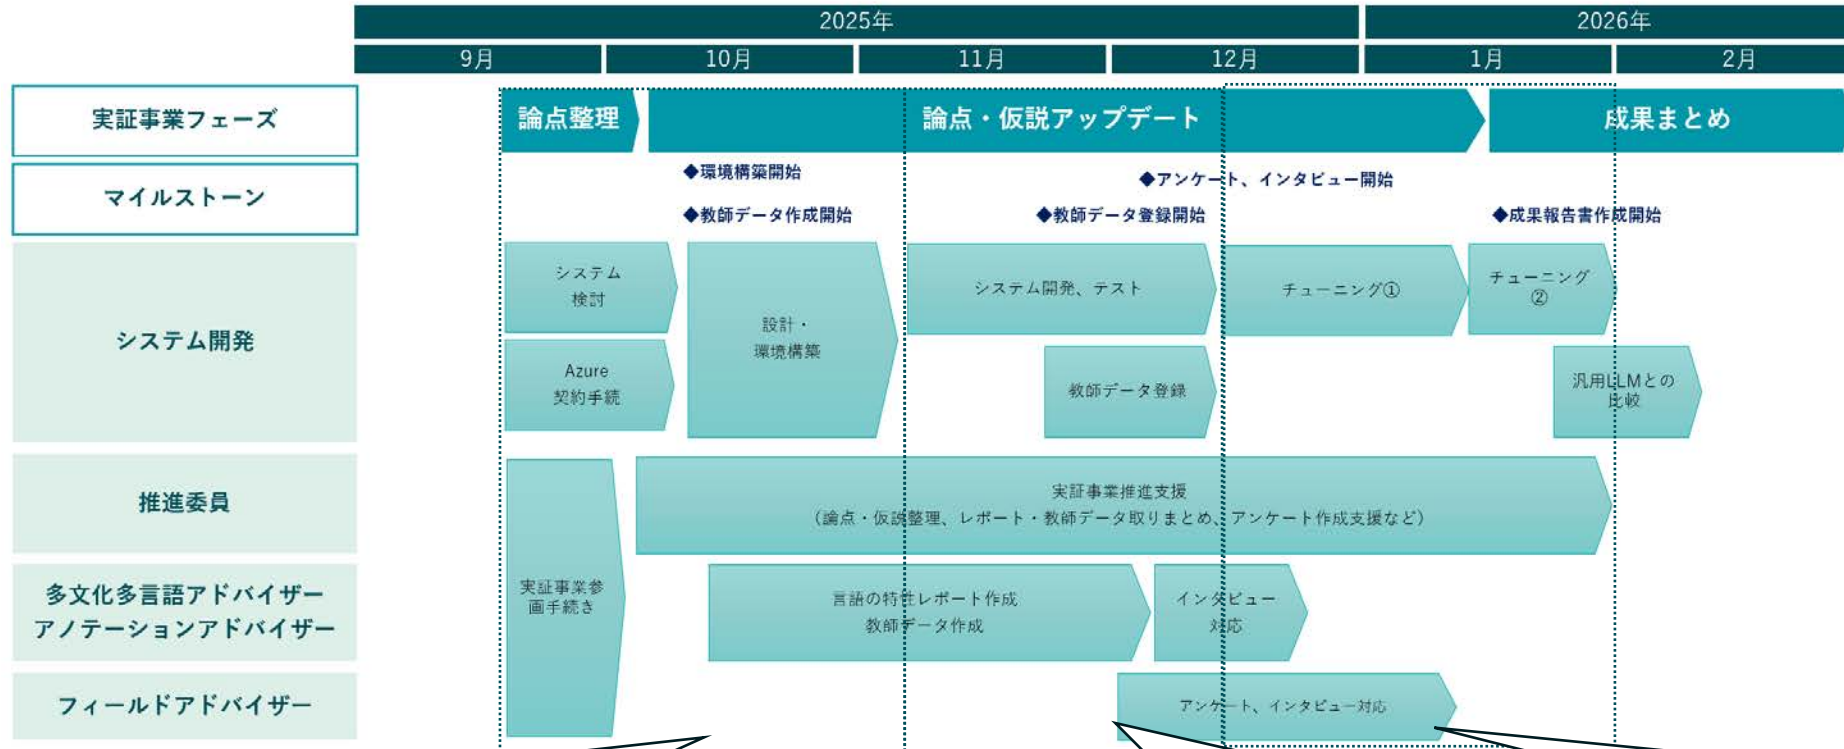 2025年
2026年
9月
10月
11月
12月
1月
2月
実証事業フェーズ
論点整理
論点・仮説アップデート
成果まとめ
マイルストーン
◆環境構築開始
◆アンケート、インタビュー開始
◆教師データ作成開始
◆教師データ登録開始
◆成果報告書作成開始
システム開発
システム
検討
Azure
契約手続
設計・
環境構築
システム開発、テスト
教師データ登録
チューニング①
チューニング
②
汎用LLMとの
比較
推進委員
実証事業推進支援
（論点・仮説整理、レポート・教師データ取りまとめ、アンケート作成支援など）
多文化多言語アドバイザー
アノテーションアドバイザー
実証事業参
画手続き
言語の特性レポート作成
教師データ作成
インタビュー
対応
フィールドアドバイザー
アンケート、インタビュー対応